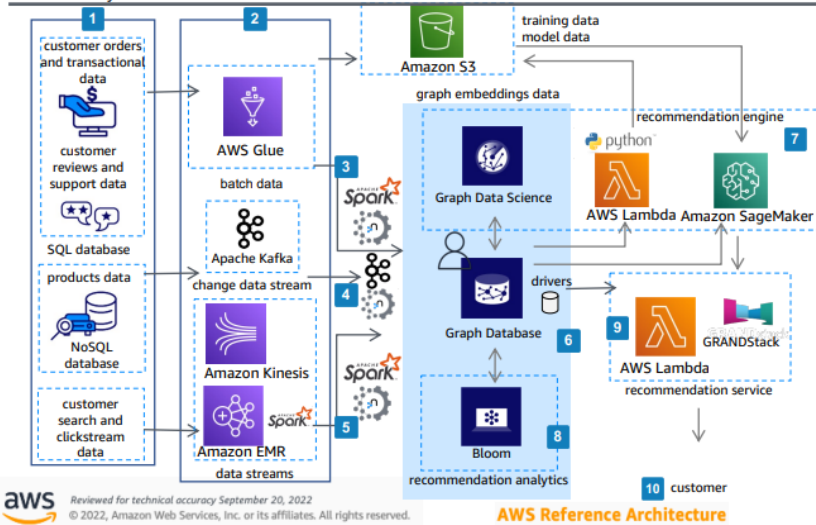 1
customer orders
and transactional
data
customer
reviews and
support data
SQL database
products data
NoSQL
database
customer
search and
clickstream
data
2
AWS Glue
batch data
Apache Kafka
change data stream
Amazon Kinesis
Amazon EMR
Spark
data streams
3
APACHE
Spark
4
APACHE
Spark
5
Amazon S3
training data
model data
graph embeddings data
recommendation engine
7
Graph Data Science
python
AWS Lambda
Amazon SageMaker
drivers
Graph Database
6
Bloom
8
recommendation analytics
9
AWS Lambda
GRANDStack
recommendation service
10
customer
aws
Reviewed for technical accuracy September 20, 2022
© 2022, Amazon Web Services, Inc. or its affiliates. All rights reserved.
AWS Reference Architecture